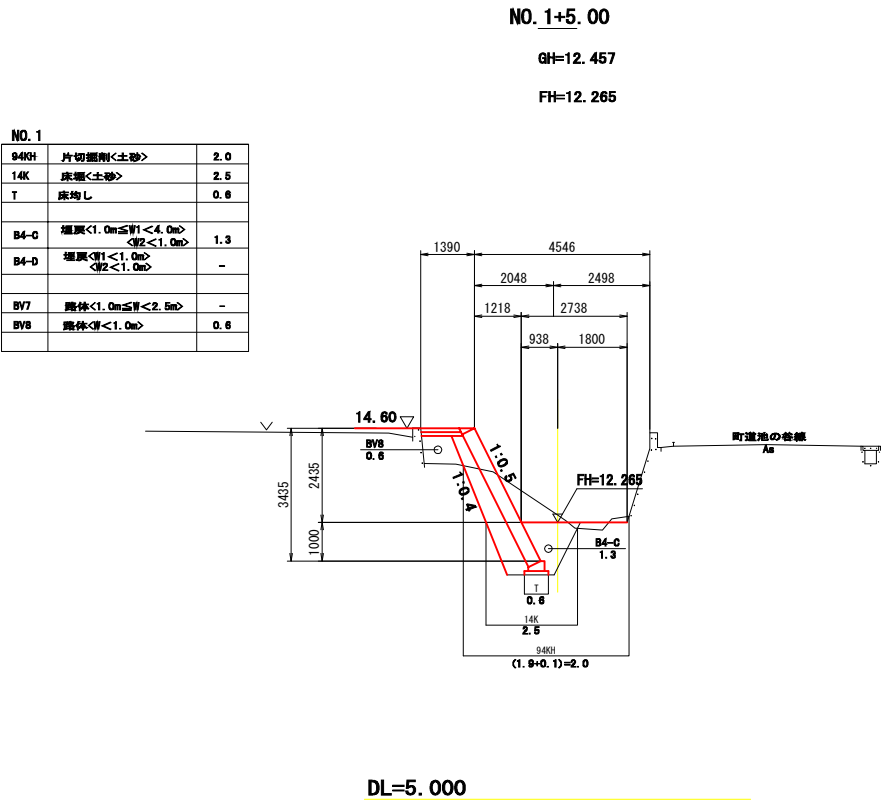 NO.1+5.00
GH=12.457
FH=12.265
NO.1
94KH 片切掘削<土砂> 2.0
14K 床堀<土砂> 2.5
T 床均し 0.6
B4-C 埋戻<1.0m≦W1<4.0m>
<W2<1.0m> 1.3
B4-D 埋戻<W1<1.0m>
<W2<1.0m> -
BV7 路体<1.0m≦W<2.5m> -
BV8 路体<W<1.0m> 0.6
1390 4546
2048 2498
1218 2738
938 1800
14.60
町道池の巻線
As
BV8
0.6
1:0.5
1:0.4
FH=12.265
3435
2435
1000
B4-C
1.3
T
0.6
14K
2.5
94KH
(1.9+0.1)=2.0
DL=5.000